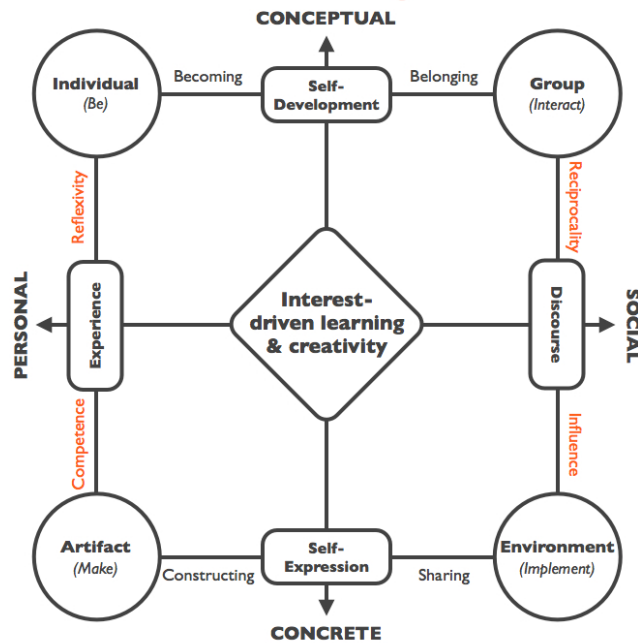 CONCEPTUAL
Individual
(Be)
Becoming
Self-
Development
Belonging
Group
(Interact)
Reflexivity
Reciprocality
PERSONAL
Experience
Interest-
driven learning
& creativity
Discourse
SOCIAL
Competence
Influence
Artifact
(Make)
Constructing
Self-
Expression
Sharing
Environment
(Implement)
CONCRETE